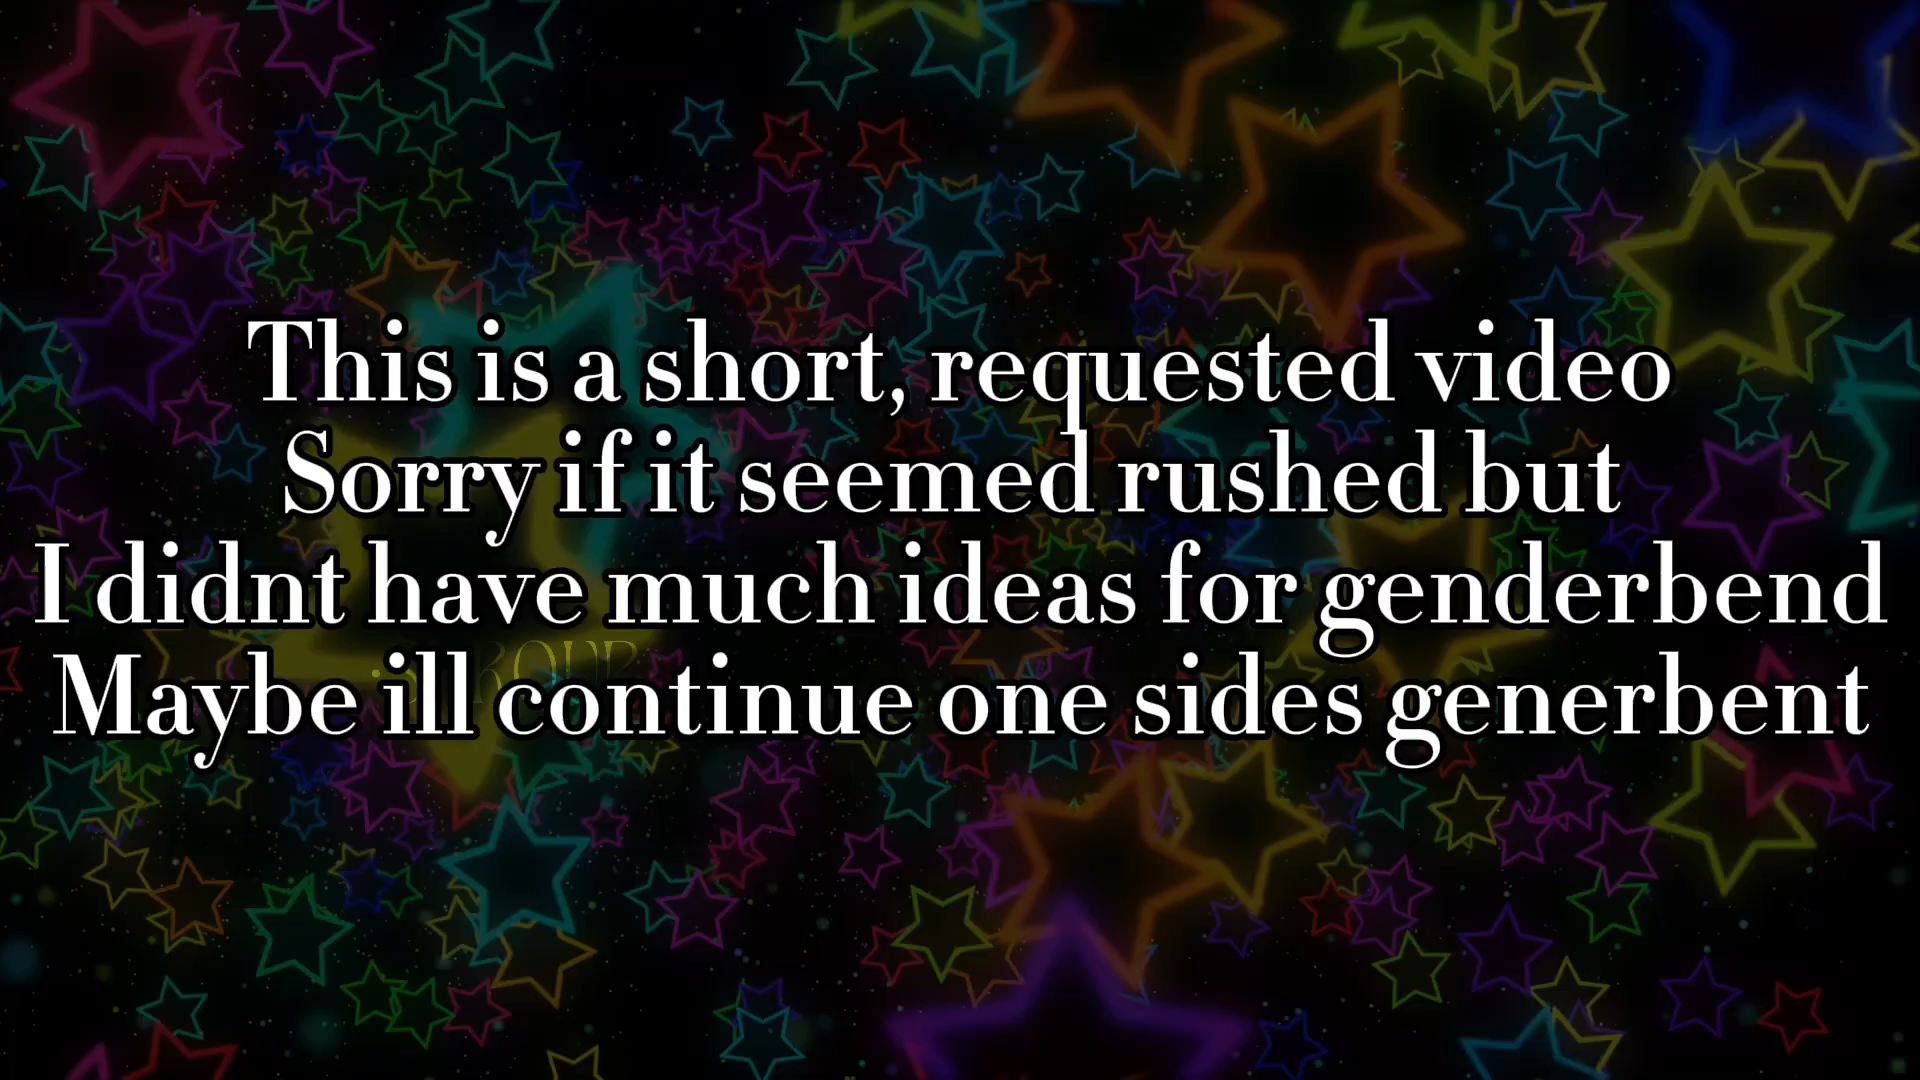 This is a short, requested video
Sorry if it seemed rushed but
I didnt have much ideas for genderbend
Maybe ill continue one sides generbent